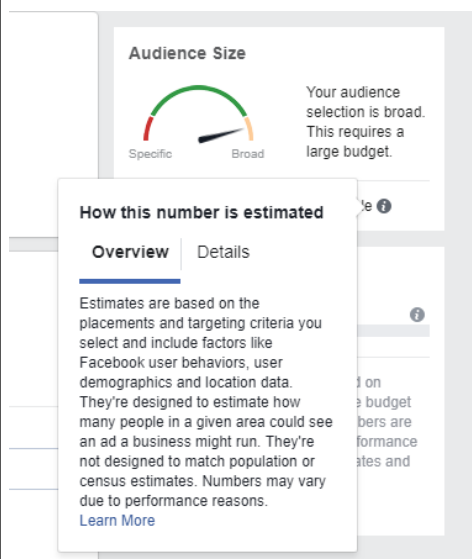 Audience Size
Your audience
selection is broad.
This requires a
large budget.
Specific
Broad
How this number is estimated
Overview
Details
Estimates are based on the
placements and targeting criteria you
select and include factors like
Facebook user behaviors, user
demographics and location data.
They're designed to estimate how
many people in a given area could see
an ad a business might run. They're
not designed to match population or
census estimates. Numbers may vary
due to performance reasons.
Learn More
on
budget